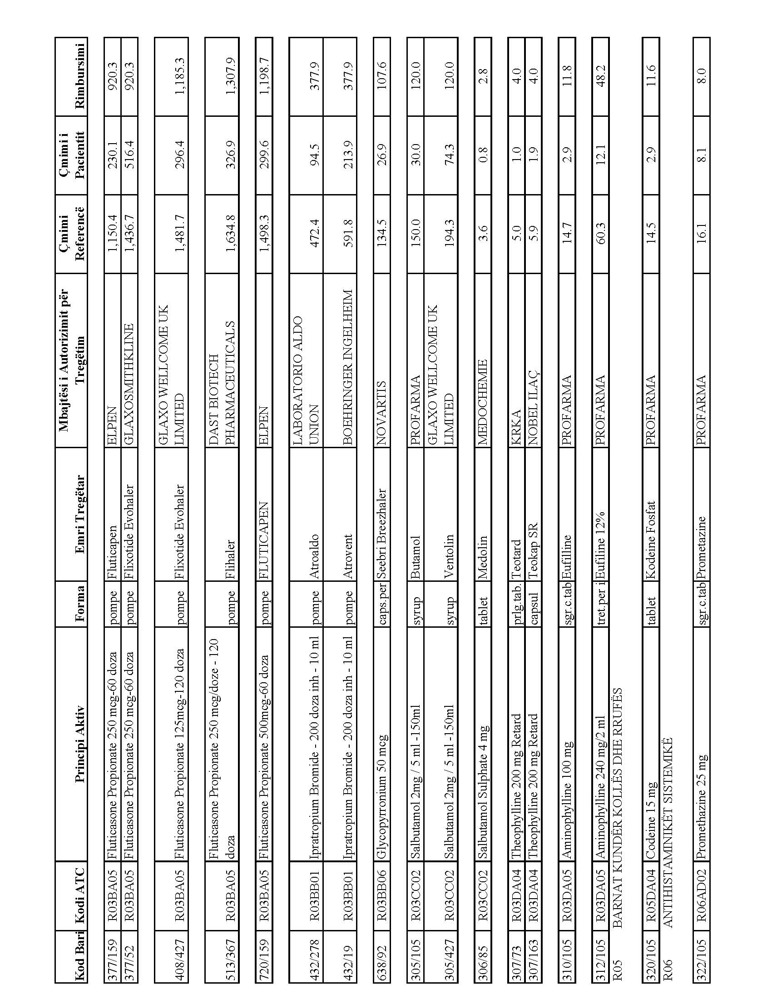 Kod Bari Kodi ATC Principi Aktiv Forma Emri Tregëtar Mbajtësi i Autorizimit për Tregëtim Çmimi Referencë Çmimi i Pacientit Rimbursimi
377/159 R03BA05 Fluticasone Propionate 250 mcg-60 doza pompe Fluticapen ELPEN 1,150.4 230.1 920.3
377/52 R03BA05 Fluticasone Propionate 250 mcg-60 doza pompe Flixotide Evohaler GLAXOSMITHKLINE 1,436.7 516.4 920.3
408/427 R03BA05 Fluticasone Propionate 125mcg-120 doza pompe Flixotide Evohaler GLAXO WELLCOME UK LIMITED 1,481.7 296.4 1,185.3
513/367 R03BA05 Fluticasone Propionate 250 mcg/doze - 120 doza pompe Flihaler DAST BIOTECH PHARMACEUTICALS 1,634.8 326.9 1,307.9
720/159 R03BA05 Fluticasone Propionate 500mcg-60 doza pompe FLUTICAPEN ELPEN 1,498.3 299.6 1,198.7
432/278 R03BB01 Ipratropium Bromide - 200 doza inh - 10 ml pompe Atroaldo LABORATORIO ALDO UNION 472.4 94.5 377.9
432/19 R03BB01 Ipratropium Bromide - 200 doza inh - 10 ml pompe Atrovent BOEHRINGER INGELHEIM 591.8 213.9 377.9
638/92 R03BB06 Glycopyrronium 50 mcg caps.per Seebri Breezhaler NOVARTIS 134.5 26.9 107.6
305/105 R03CC02 Salbutamol 2mg / 5 ml -150ml syrup Butamol PROFARMA 150.0 30.0 120.0
305/427 R03CC02 Salbutamol 2mg / 5 ml -150ml syrup Ventolin GLAXO WELLCOME UK LIMITED 194.3 74.3 120.0
306/85 R03CC02 Salbutamol Sulphate 4 mg tablet Medolin MEDOCHEMIE 3.6 0.8 2.8
307/73 R03DA04 Theophylline 200 mg Retard prlg.tab. Teotard KRKA 5.0 1.0 4.0
307/163 R03DA04 Theophylline 200 mg Retard capsul Teokap SR NOBEL ILAÇ 5.9 1.9 4.0
310/105 R03DA05 Aminophylline 100 mg sgr.c.tab Eufilline PROFARMA 14.7 2.9 11.8
312/105 R03DA05 Aminophylline 240 mg/2 ml tret.per i Eufiline 12% PROFARMA 60.3 12.1 48.2
R05 BARNAT KUNDËR KOLLËS DHE RRUFËS
320/105 R05DA04 Codeine 15 mg tablet Kodeine Fosfat PROFARMA 14.5 2.9 11.6
R06 ANTIHISTAMINIKËT SISTEMIKË
322/105 R06AD02 Promethazine 25 mg sgr.c.tab Prometazine PROFARMA 16.1 8.1 8.0